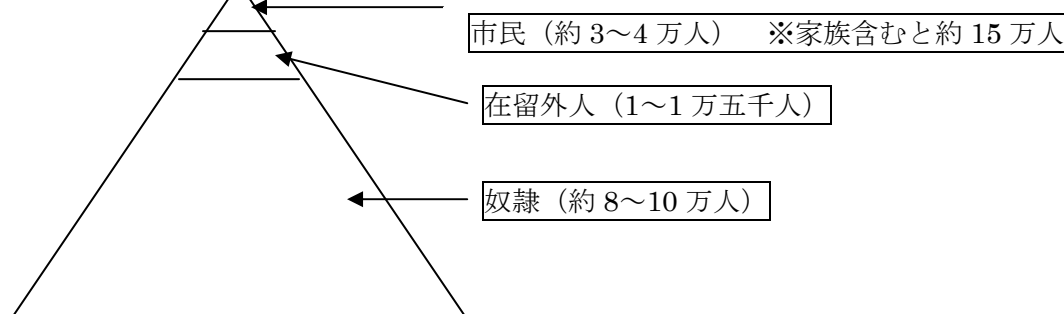 市民（約 3～4 万人）　※家族含むと約 15 万人
在留外人（1～1 万五千人）
奴隷（約 8～10 万人）